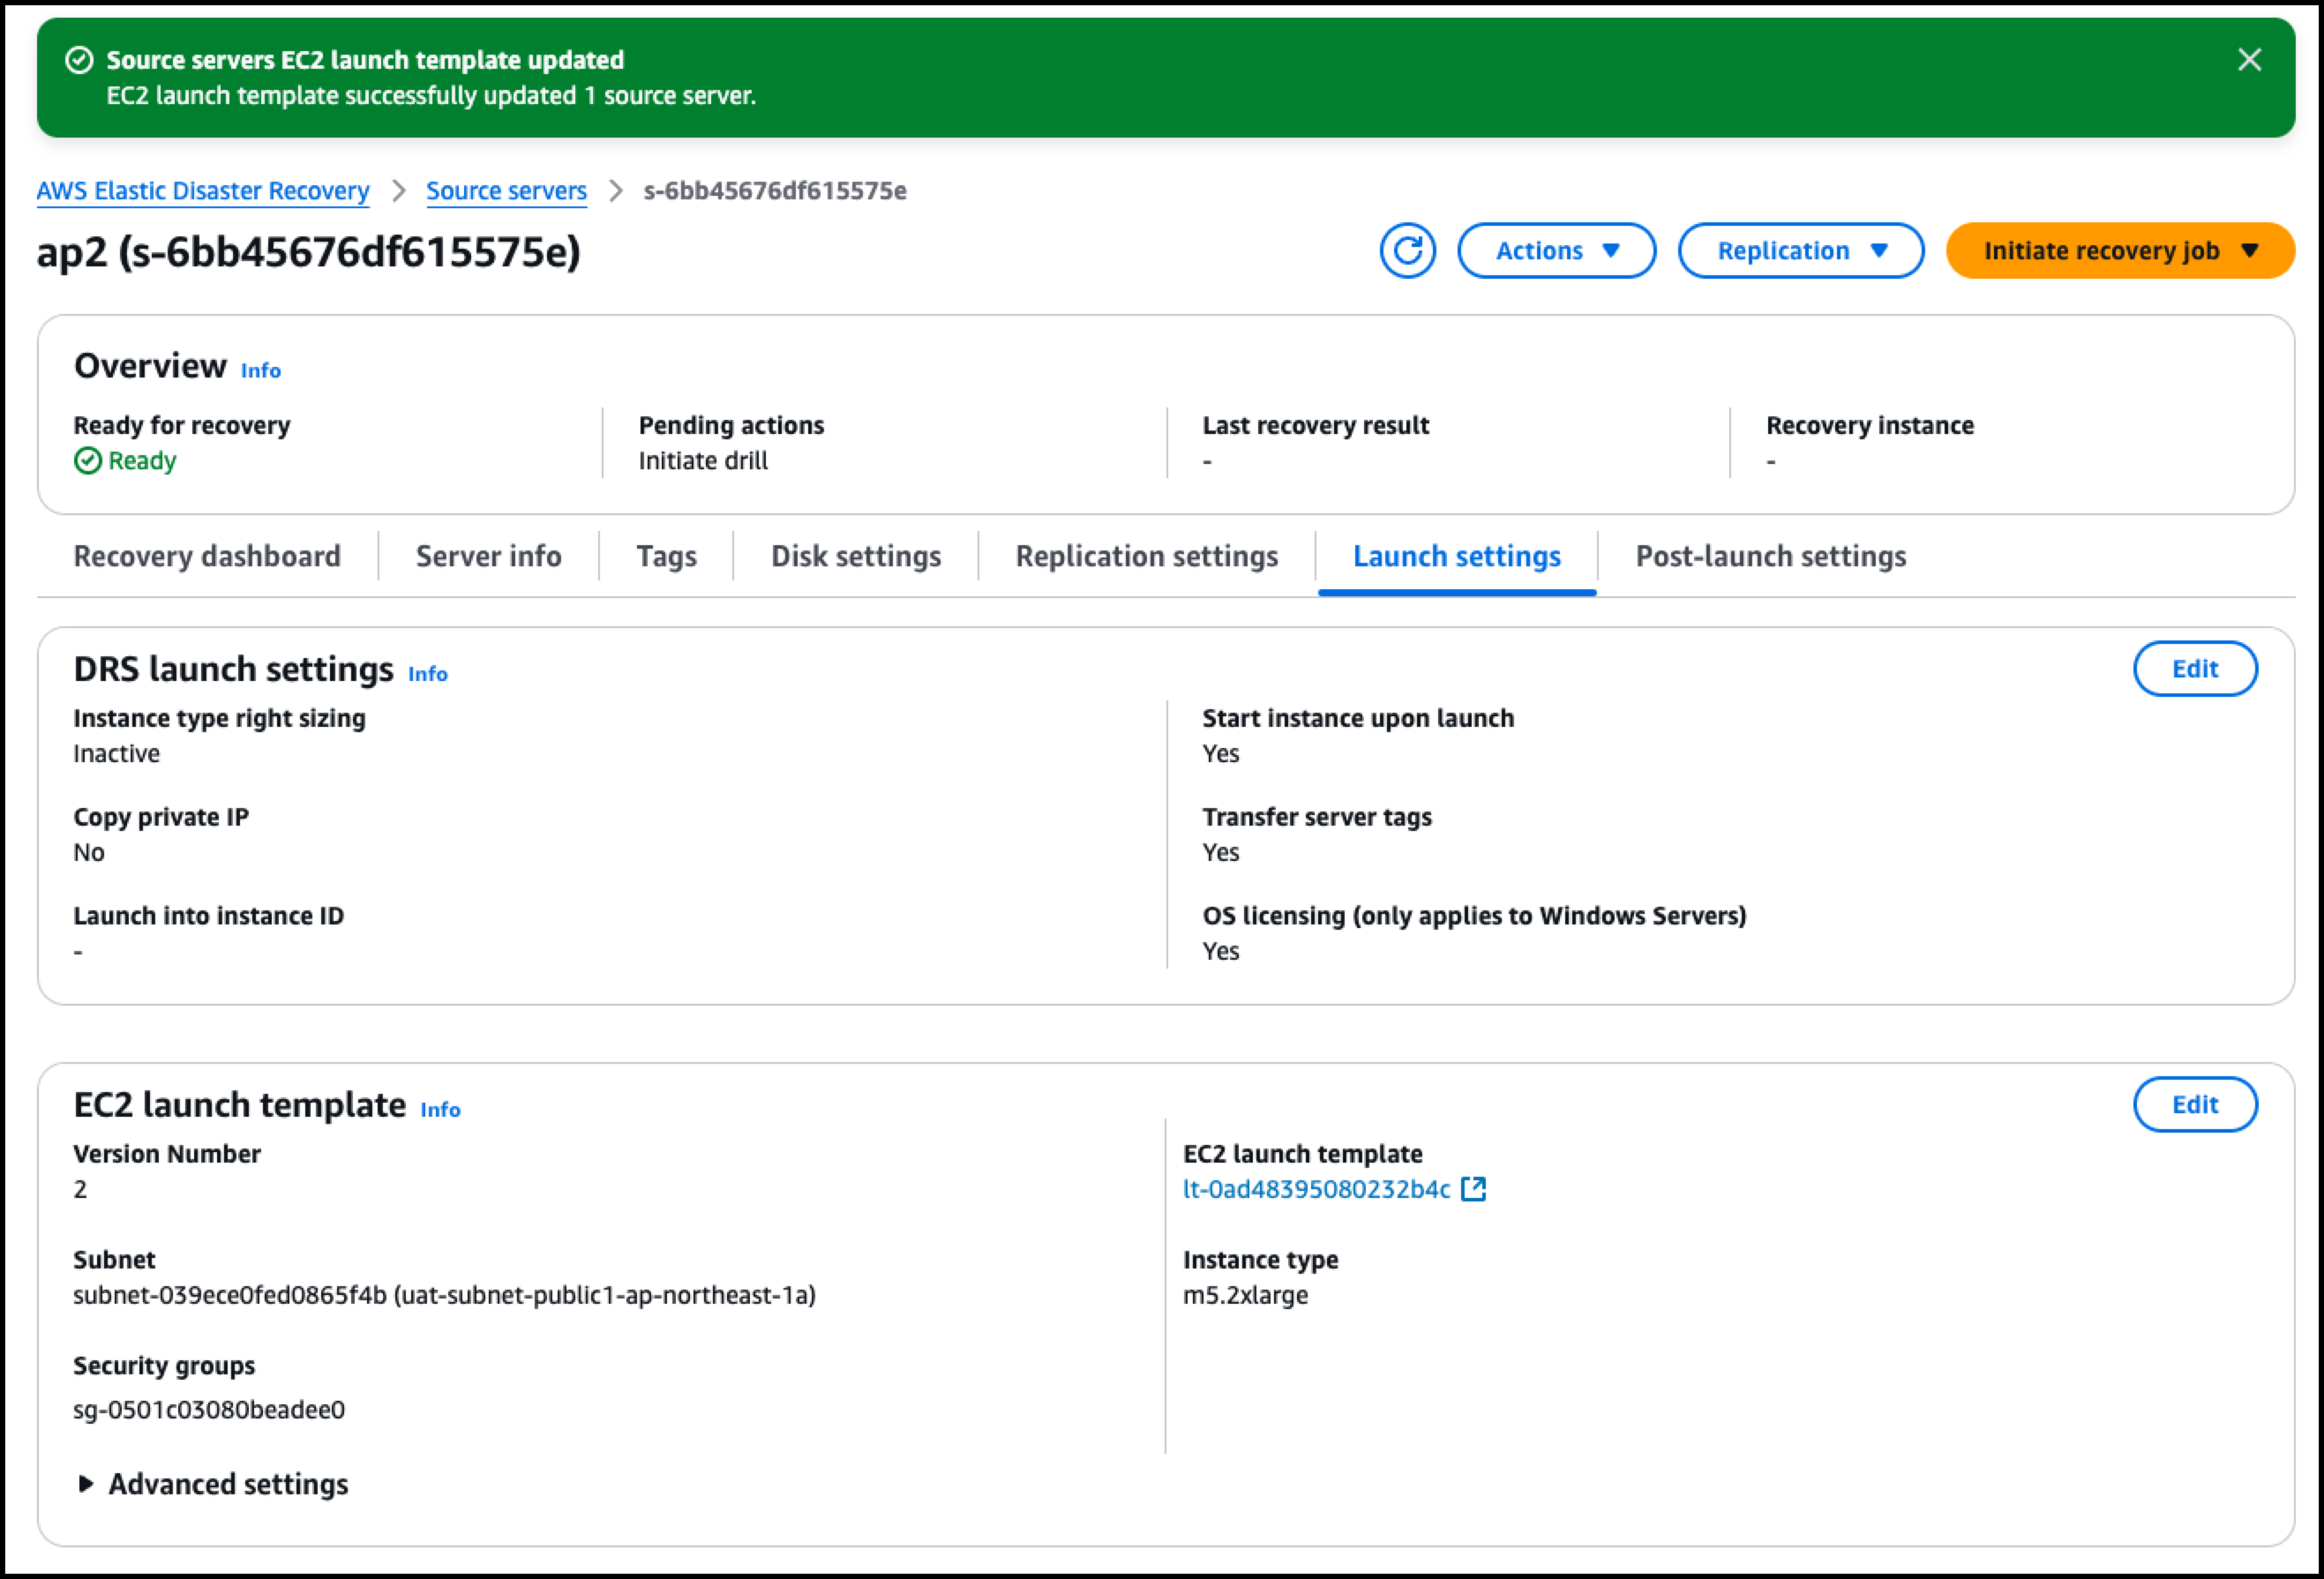 Source servers EC2 launch template updated
EC2 launch template successfully updated 1 source server.
AWS Elastic Disaster Recovery > Source servers > s-6bb45676df615575e
ap2 (s-6bb45676df615575e)
Actions
Replication
Initiate recovery job
Overview Info
Ready for recovery
Ready
Pending actions
Initiate drill
Last recovery result
-
Recovery instance
-
Recovery dashboard
Server info
Tags
Disk settings
Replication settings
Launch settings
Post-launch settings
DRS launch settings Info
Edit
Instance type right sizing
Inactive
Start instance upon launch
Yes
Copy private IP
No
Transfer server tags
Yes
Launch into instance ID
-
OS licensing (only applies to Windows Servers)
Yes
EC2 launch template Info
Edit
Version Number
2
EC2 launch template
lt-0ad48395080232b4c
Subnet
subnet-039ece0fed0865f4b (uat-subnet-public1-ap-northeast-1a)
Instance type
m5.2xlarge
Security groups
sg-0501c03080beadee0
Advanced settings